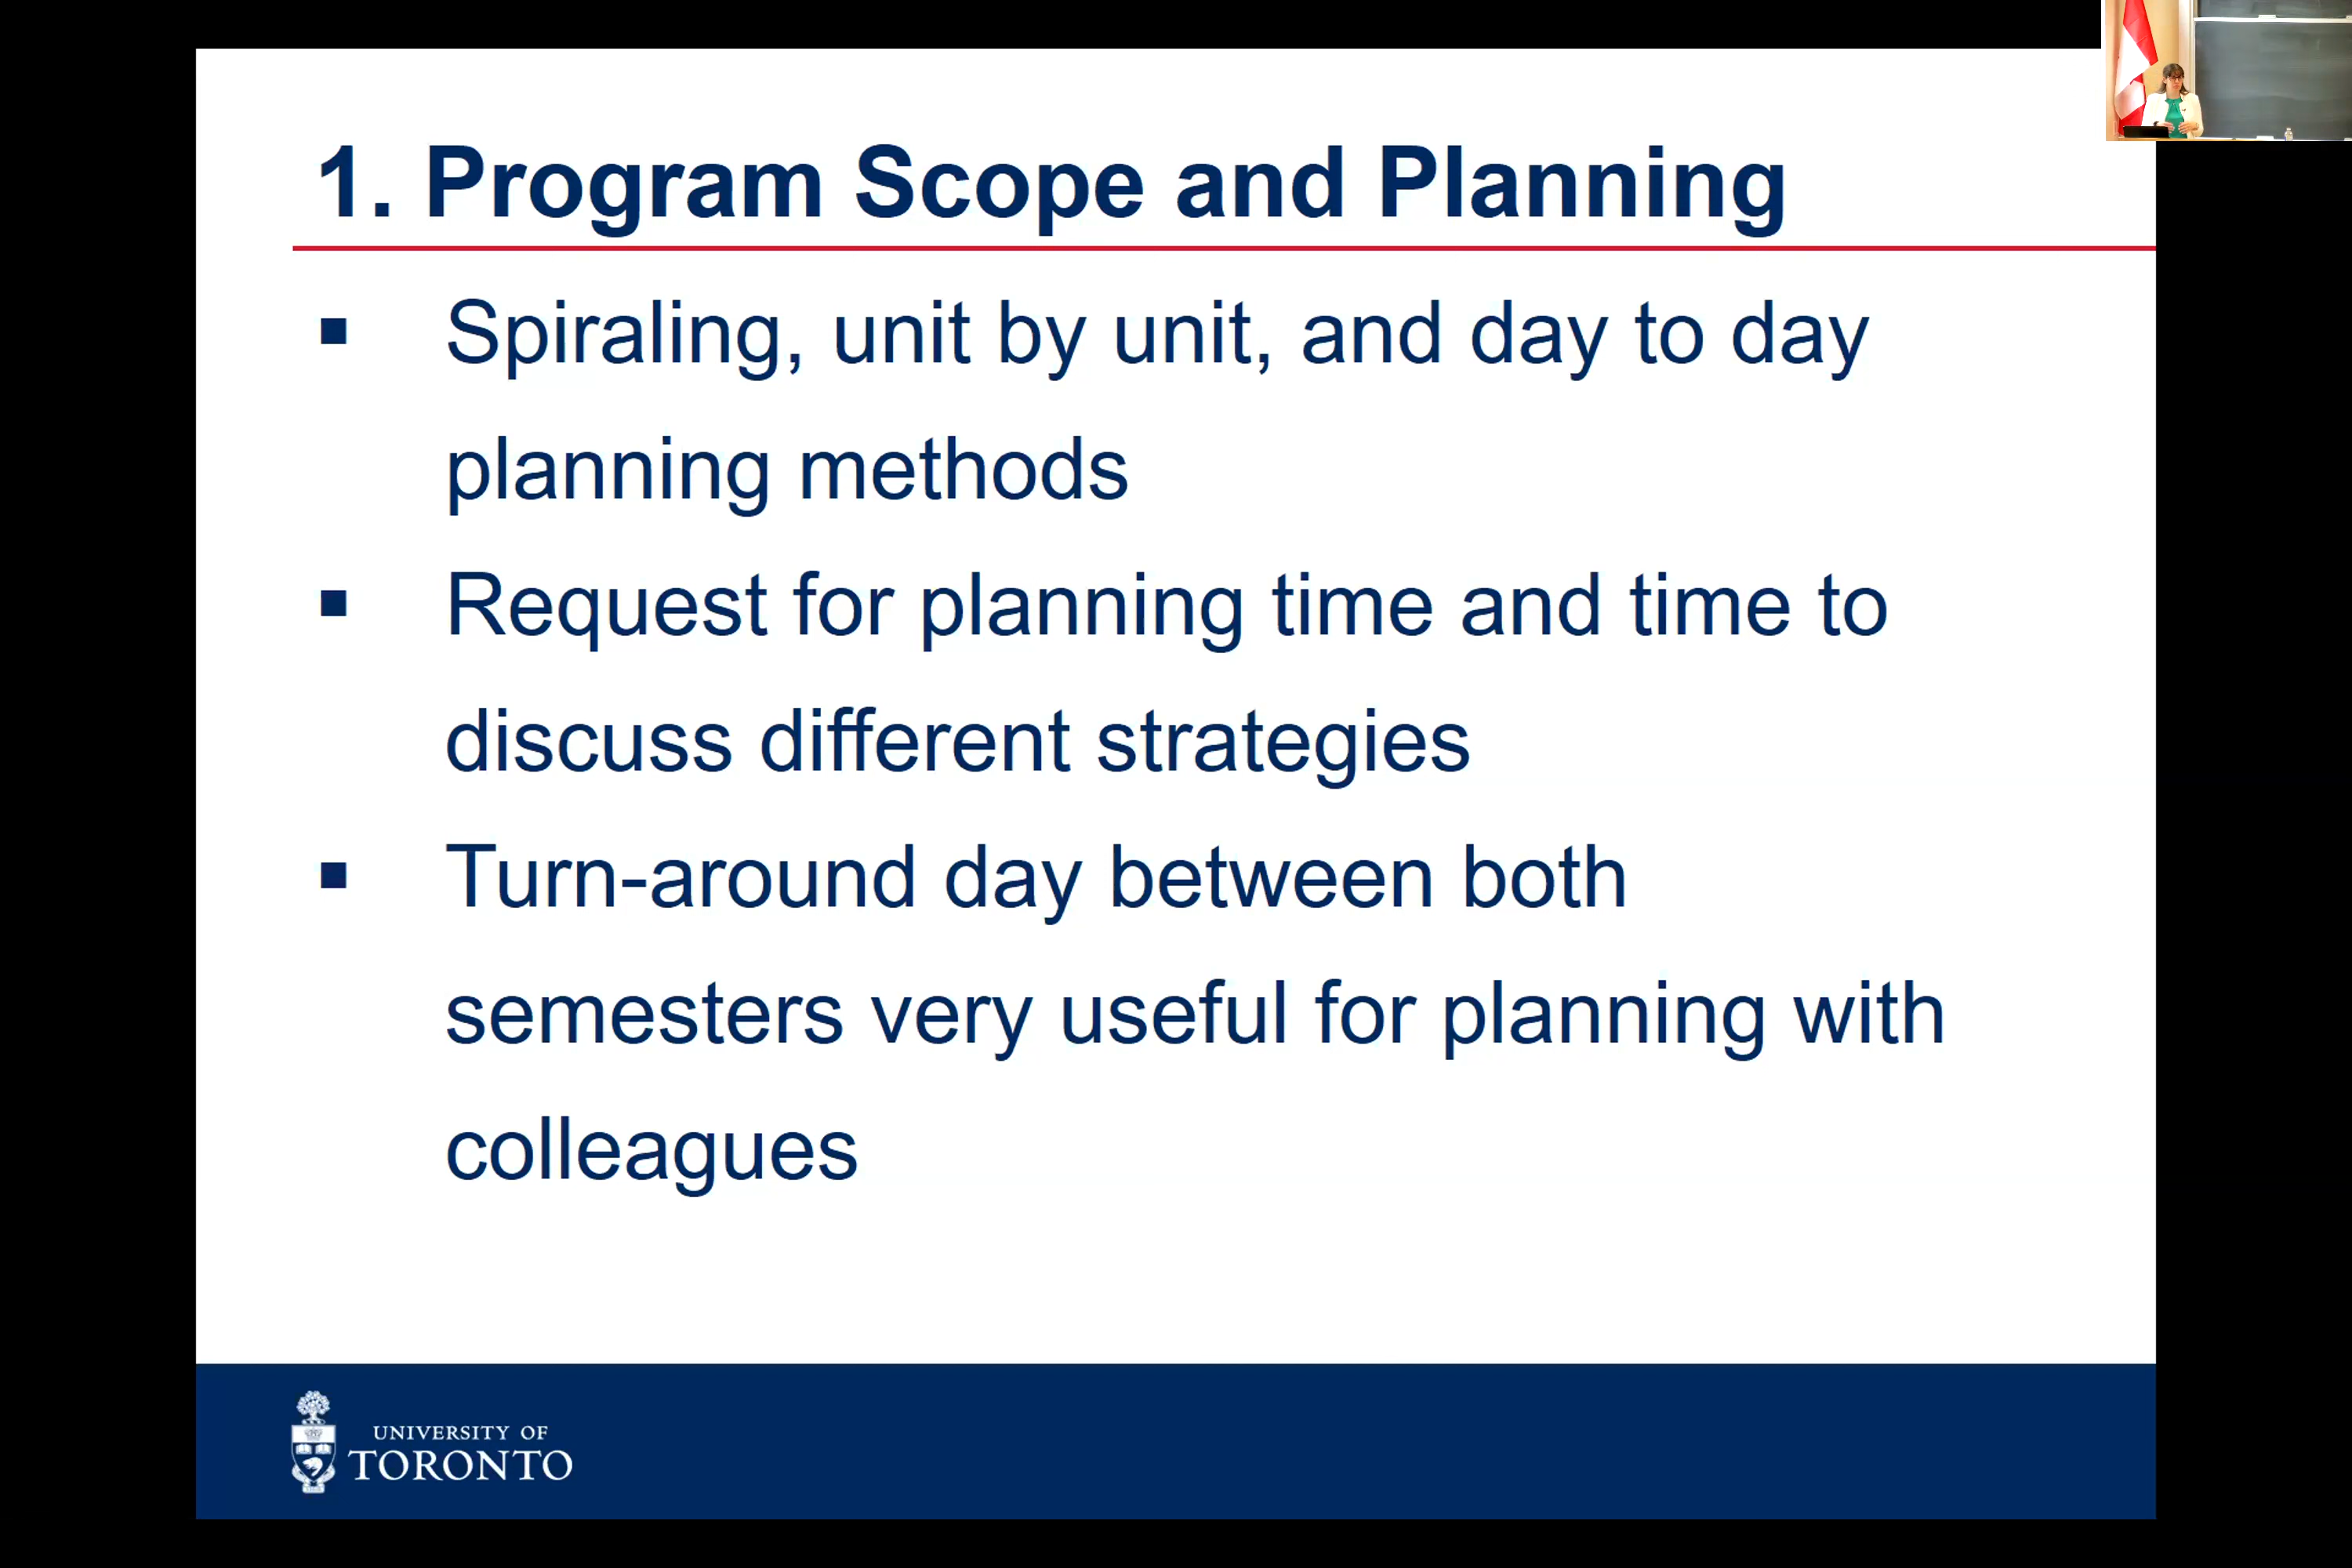 1. Program Scope and Planning
▪ Spiraling, unit by unit, and day to day
planning methods
▪ Request for planning time and time to
discuss different strategies
▪ Turn-around day between both
semesters very useful for planning with
colleagues
UNIVERSITY OF
TORONTO